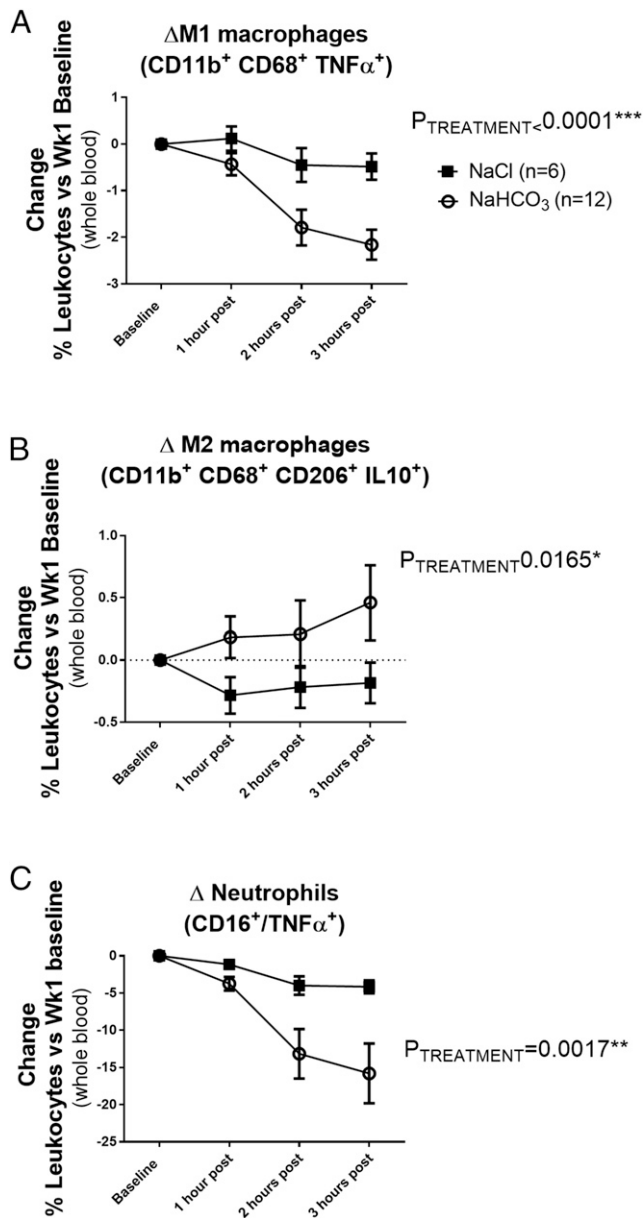 A
ΔM1 macrophages
(CD11b⁺ CD68⁺ TNFα⁺)
Change
% Leukocytes vs Wk1 Baseline
(whole blood)
1
0
-1
-2
-3
Baseline
1 hour post
2 hours post
3 hours post
P_TREATMENT<0.0001***
NaCl (n=6)
NaHCO₃ (n=12)
B
Δ M2 macrophages
(CD11b⁺ CD68⁺ CD206⁺ IL10⁺)
Change
% Leukocytes vs Wk1 Baseline
(whole blood)
1.0
0.5
0.0
-0.5
Baseline
1 hour post
2 hours post
3 hours post
P_TREATMENT0.0165*
C
Δ Neutrophils
(CD16⁺/TNFα⁺)
Change
% Leukocytes vs Wk1 baseline
(whole blood)
0
-5
-10
-15
-20
-25
Baseline
1 hour post
2 hours post
3 hours post
P_TREATMENT=0.0017**